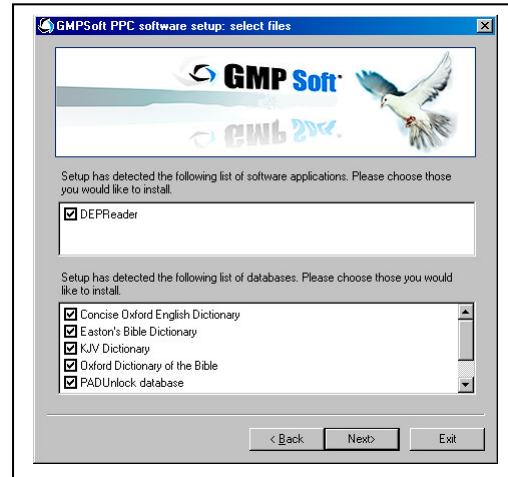 GMPSoft PPC software setup: select files
GMP Soft
GMP Soft
Setup has detected the following list of software applications. Please choose those
you would like to install.
DEPReader
Setup has detected the following list of databases. Please choose those you would
like to install.
Concise Oxford English Dictionary
Easton's Bible Dictionary
KJV Dictionary
Oxford Dictionary of the Bible
PADUnlock database
< Back
Next>
Exit